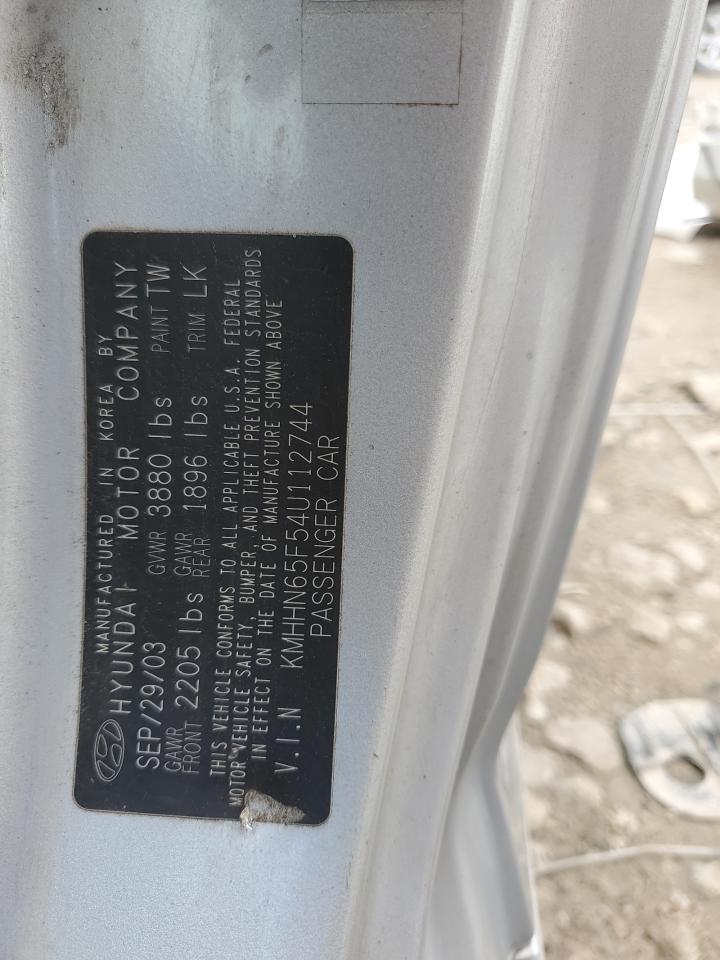 MANUFACTURED IN KOREA BY
HYUNDAI MOTOR COMPANY
SEP/29/03 GVWR 3880 lbs PAINT TW
GAWR FRONT 2205 lbs GAWR REAR 1896 lbs TRIM LK
THIS VEHICLE CONFORMS TO ALL APPLICABLE U.S.A. FEDERAL
MOTOR VEHICLE SAFETY, BUMPER, AND THEFT PREVENTION STANDARDS
IN EFFECT ON THE DATE OF MANUFACTURE SHOWN ABOVE
V.I.N KMHHN65F54U112744
PASSENGER CAR